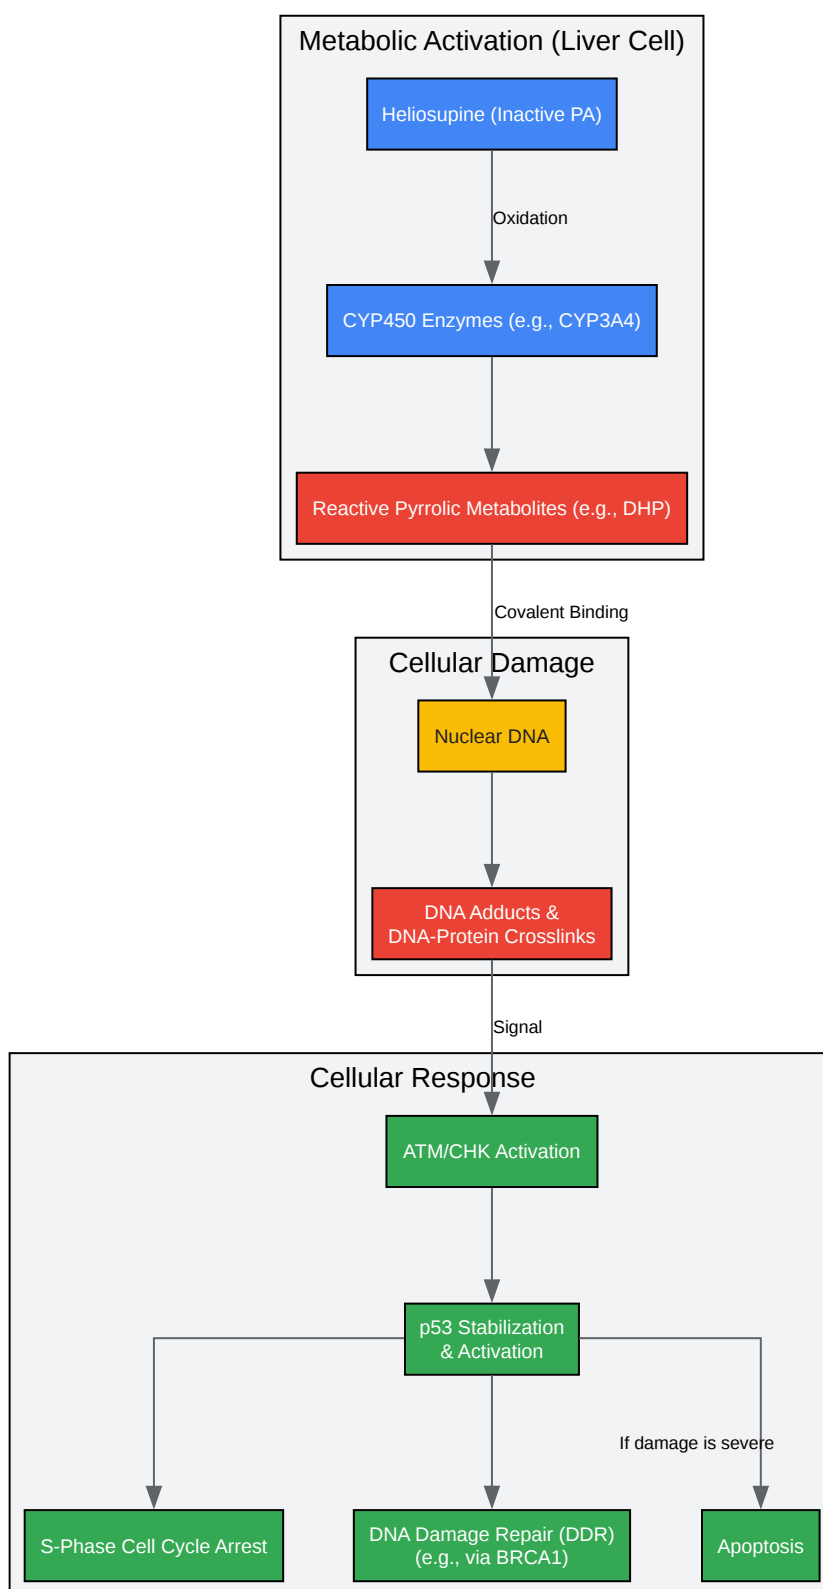 Metabolic Activation (Liver Cell)
Heliosupine (Inactive PA)
Oxidation
CYP450 Enzymes (e.g., CYP3A4)
Reactive Pyrrolic Metabolites (e.g., DHP)
Covalent Binding
Cellular Damage
Nuclear DNA
DNA Adducts &
DNA-Protein Crosslinks
Signal
Cellular Response
ATM/CHK Activation
p53 Stabilization
& Activation
If damage is severe
S-Phase Cell Cycle Arrest
DNA Damage Repair (DDR)
(e.g., via BRCA1)
Apoptosis